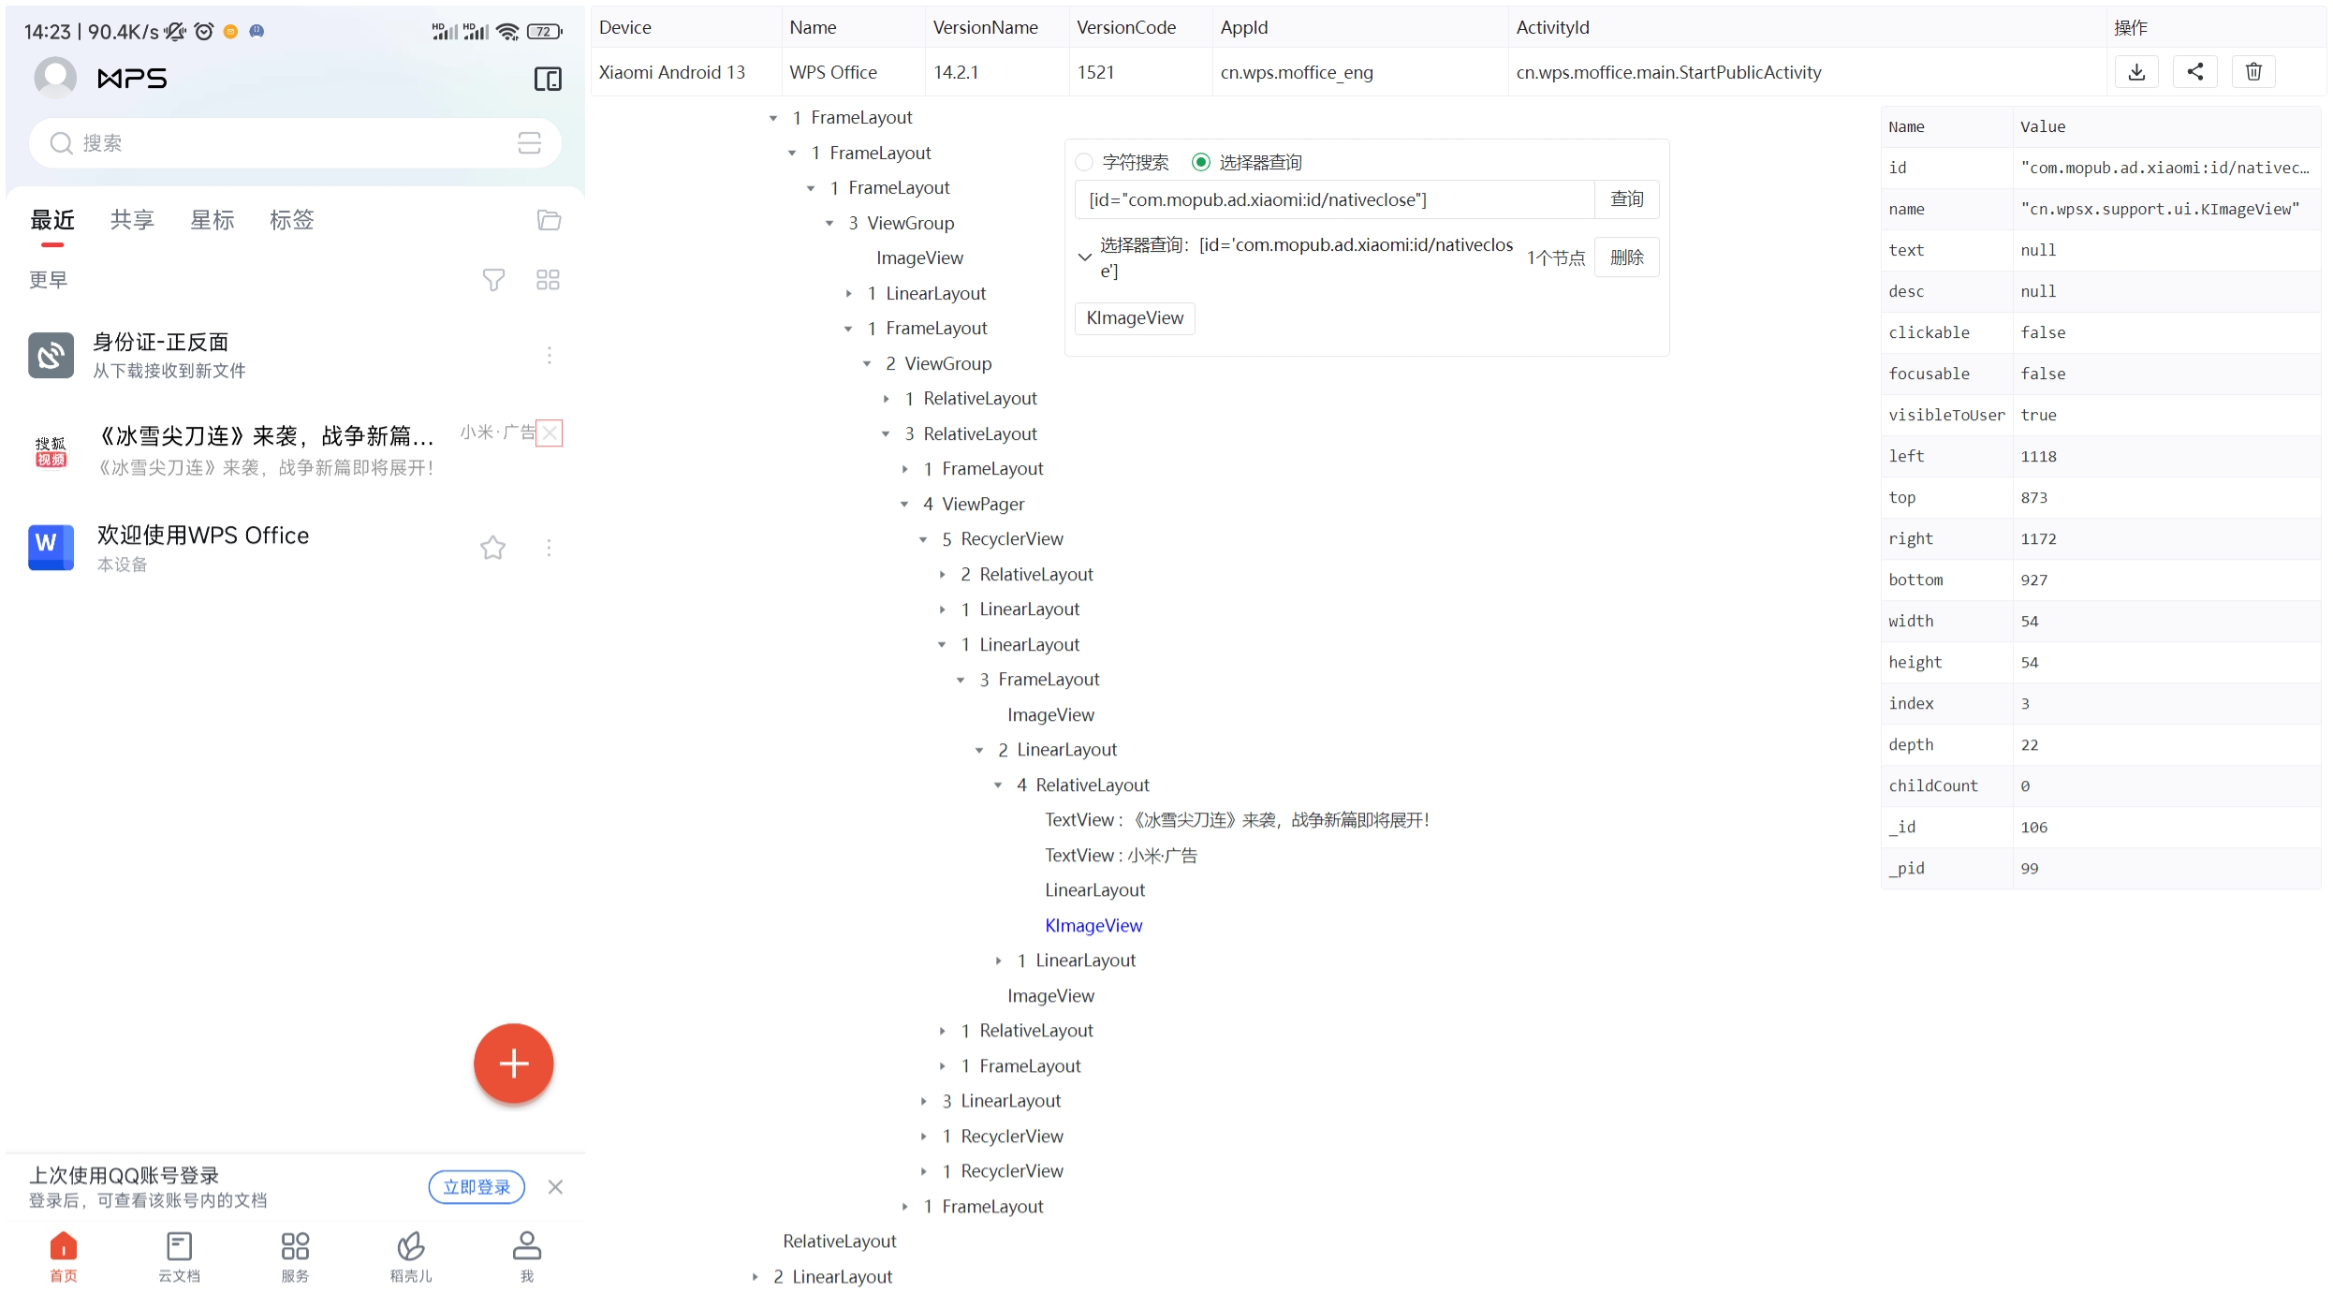 14:23 | 90.4K/s
HD HD 72
WPS
搜索
最近 共享 星标 标签
更早
身份证-正反面
从下载接收到新文件
搜狐
视频
《冰雪尖刀连》来袭，战争新篇...
小米·广告
《冰雪尖刀连》来袭，战争新篇即将展开！
W
欢迎使用WPS Office
本设备
上次使用QQ账号登录
登录后，可查看该账号内的文档
立即登录
首页 云文档 服务 稻壳儿 我
Device Name VersionName VersionCode AppId ActivityId 操作
Xiaomi Android 13 WPS Office 14.2.1 1521 cn.wps.moffice_eng cn.wps.moffice.main.StartPublicActivity
1 FrameLayout
1 FrameLayout
1 FrameLayout
3 ViewGroup
ImageView
1 LinearLayout
1 FrameLayout
2 ViewGroup
1 RelativeLayout
3 RelativeLayout
1 FrameLayout
4 ViewPager
5 RecyclerView
2 RelativeLayout
1 LinearLayout
1 LinearLayout
3 FrameLayout
ImageView
2 LinearLayout
4 RelativeLayout
TextView : 《冰雪尖刀连》来袭，战争新篇即将展开！
TextView : 小米·广告
LinearLayout
KImageView
1 LinearLayout
ImageView
1 RelativeLayout
1 FrameLayout
3 LinearLayout
1 RecyclerView
1 RecyclerView
1 FrameLayout
RelativeLayout
2 LinearLayout
字符搜索 选择器查询
[id="com.mopub.ad.xiaomi:id/nativeclose"] 查询
选择器查询：[id='com.mopub.ad.xiaomi:id/nativeclos
e']
1个节点 删除
KImageView
Name Value
id "com.mopub.ad.xiaomi:id/nativec…
name "cn.wpsx.support.ui.KImageView"
text null
desc null
clickable false
focusable false
visibleToUser true
left 1118
top 873
right 1172
bottom 927
width 54
height 54
index 3
depth 22
childCount 0
_id 106
_pid 99